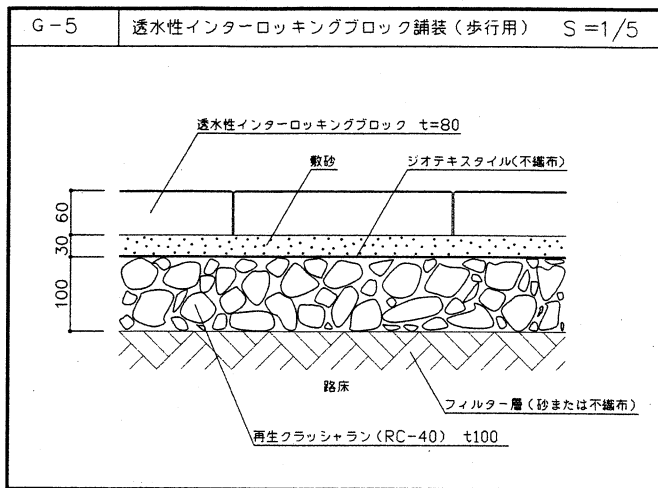 G-5 透水性インターロッキングブロック舗装(歩行用) S=1/5
透水性インターロッキングブロック t=80
敷砂
ジオテキスタイル(不織布)
60
30
100
路床
フィルター層(砂または不織布)
再生クラッシャラン(RC-40) t100